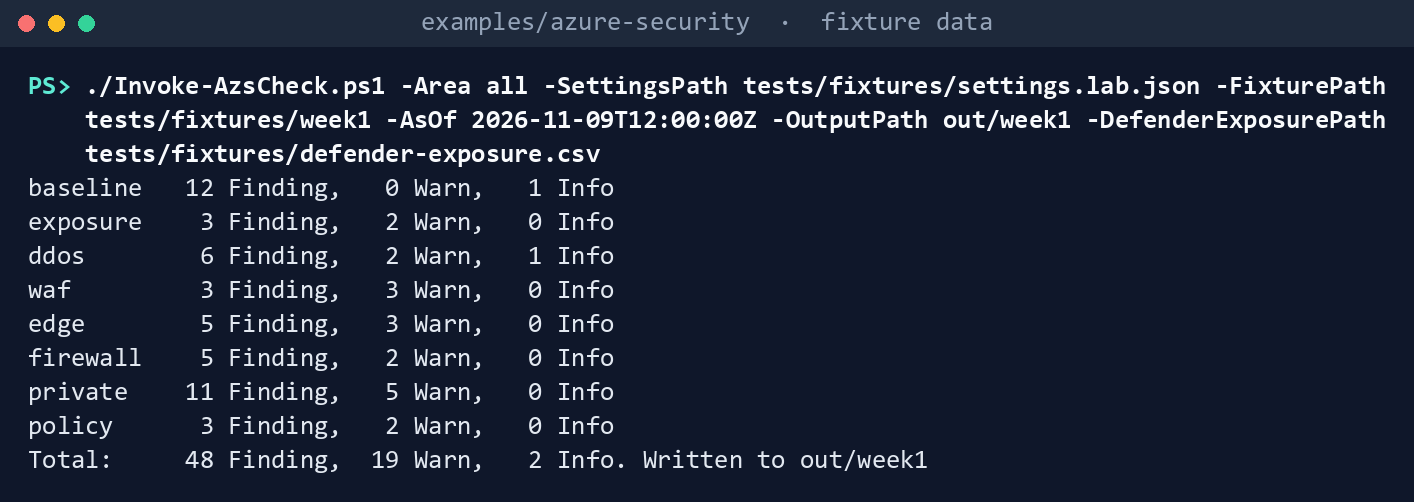 examples/azure-security · fixture data
PS> ./Invoke-AzsCheck.ps1 -Area all -SettingsPath tests/fixtures/settings.lab.json -FixturePath
tests/fixtures/week1 -AsOf 2026-11-09T12:00:00Z -OutputPath out/week1 -DefenderExposurePath
tests/fixtures/defender-exposure.csv
baseline   12 Finding,   0 Warn,   1 Info
exposure    3 Finding,   2 Warn,   0 Info
ddos        6 Finding,   2 Warn,   1 Info
waf         3 Finding,   3 Warn,   0 Info
edge        5 Finding,   3 Warn,   0 Info
firewall    5 Finding,   2 Warn,   0 Info
private    11 Finding,   5 Warn,   0 Info
policy      3 Finding,   2 Warn,   0 Info
Total:     48 Finding,  19 Warn,   2 Info. Written to out/week1